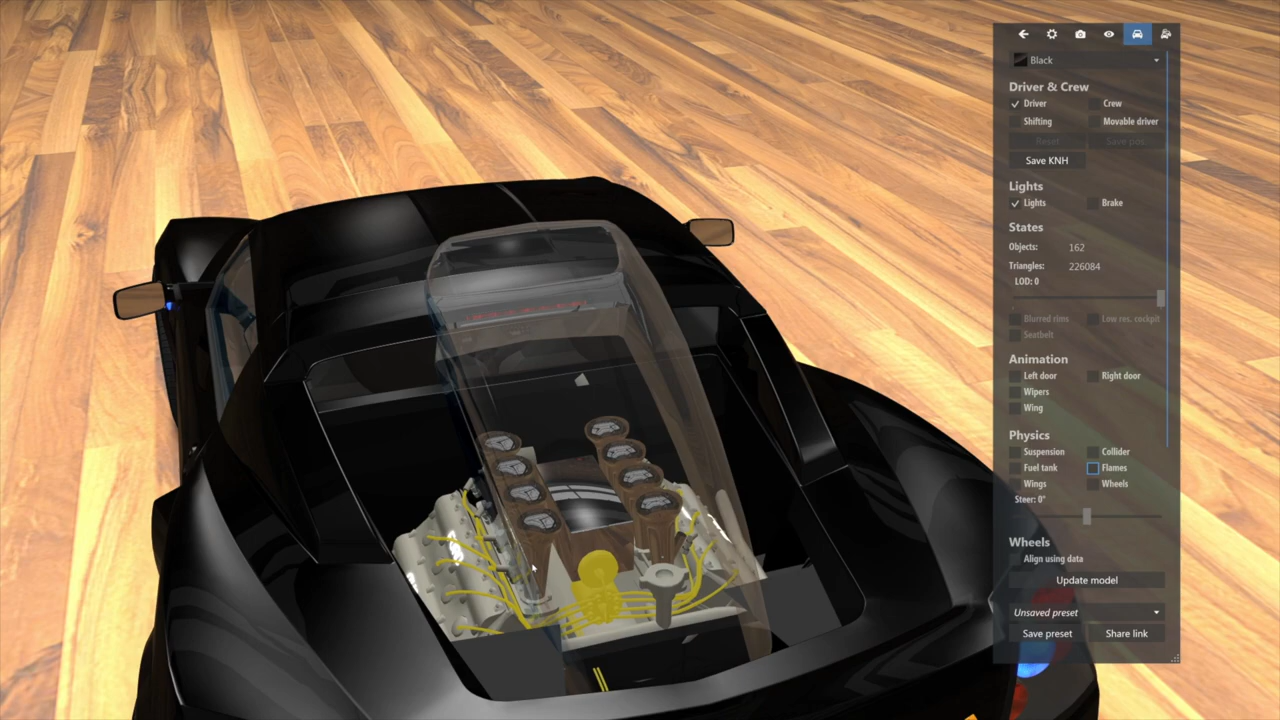 Black
Driver & Crew
Driver Crew
Shifting Movable driver
Reset Save pos.
Save KNH
Lights
Lights Brake
States
Objects: 162
Triangles: 226084
LOD: 0
Blurred rims Low res. cockpit
Seatbelt
Animation
Left door Right door
Wipers
Wing
Physics
Suspension Collider
Fuel tank Flames
Wings Wheels
Steer: 0°
Wheels
Align using data
Update model
Unsaved preset
Save preset Share link